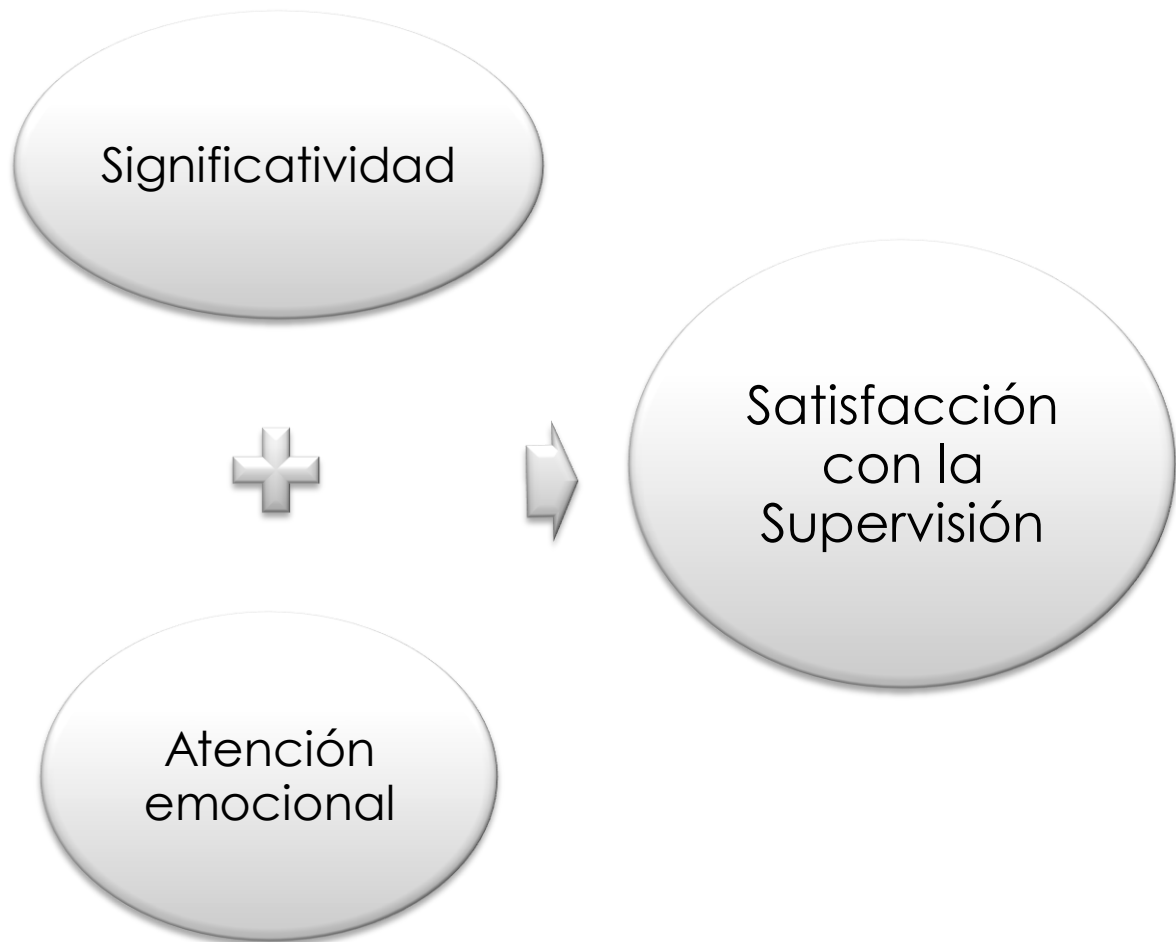 Significatividad
Satisfacción
con la
Supervisión
Atención
emocional